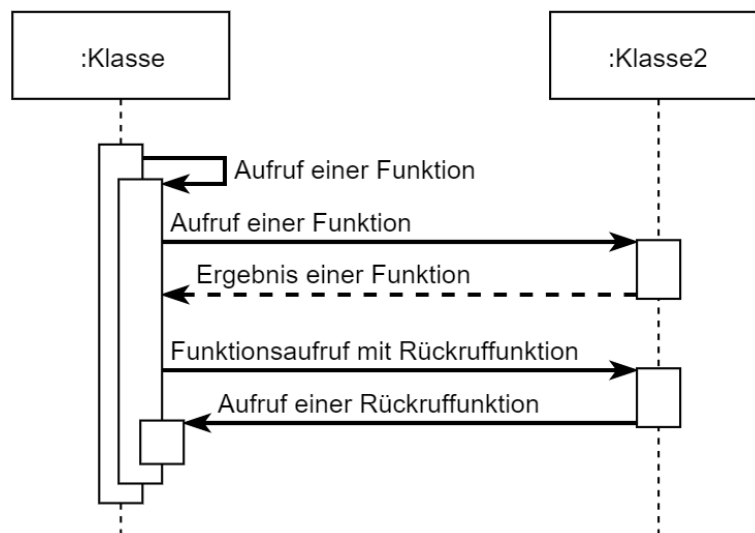 :Klasse
:Klasse2
Aufruf einer Funktion
Aufruf einer Funktion
Ergebnis einer Funktion
Funktionsaufruf mit Rückruffunktion
Aufruf einer Rückruffunktion